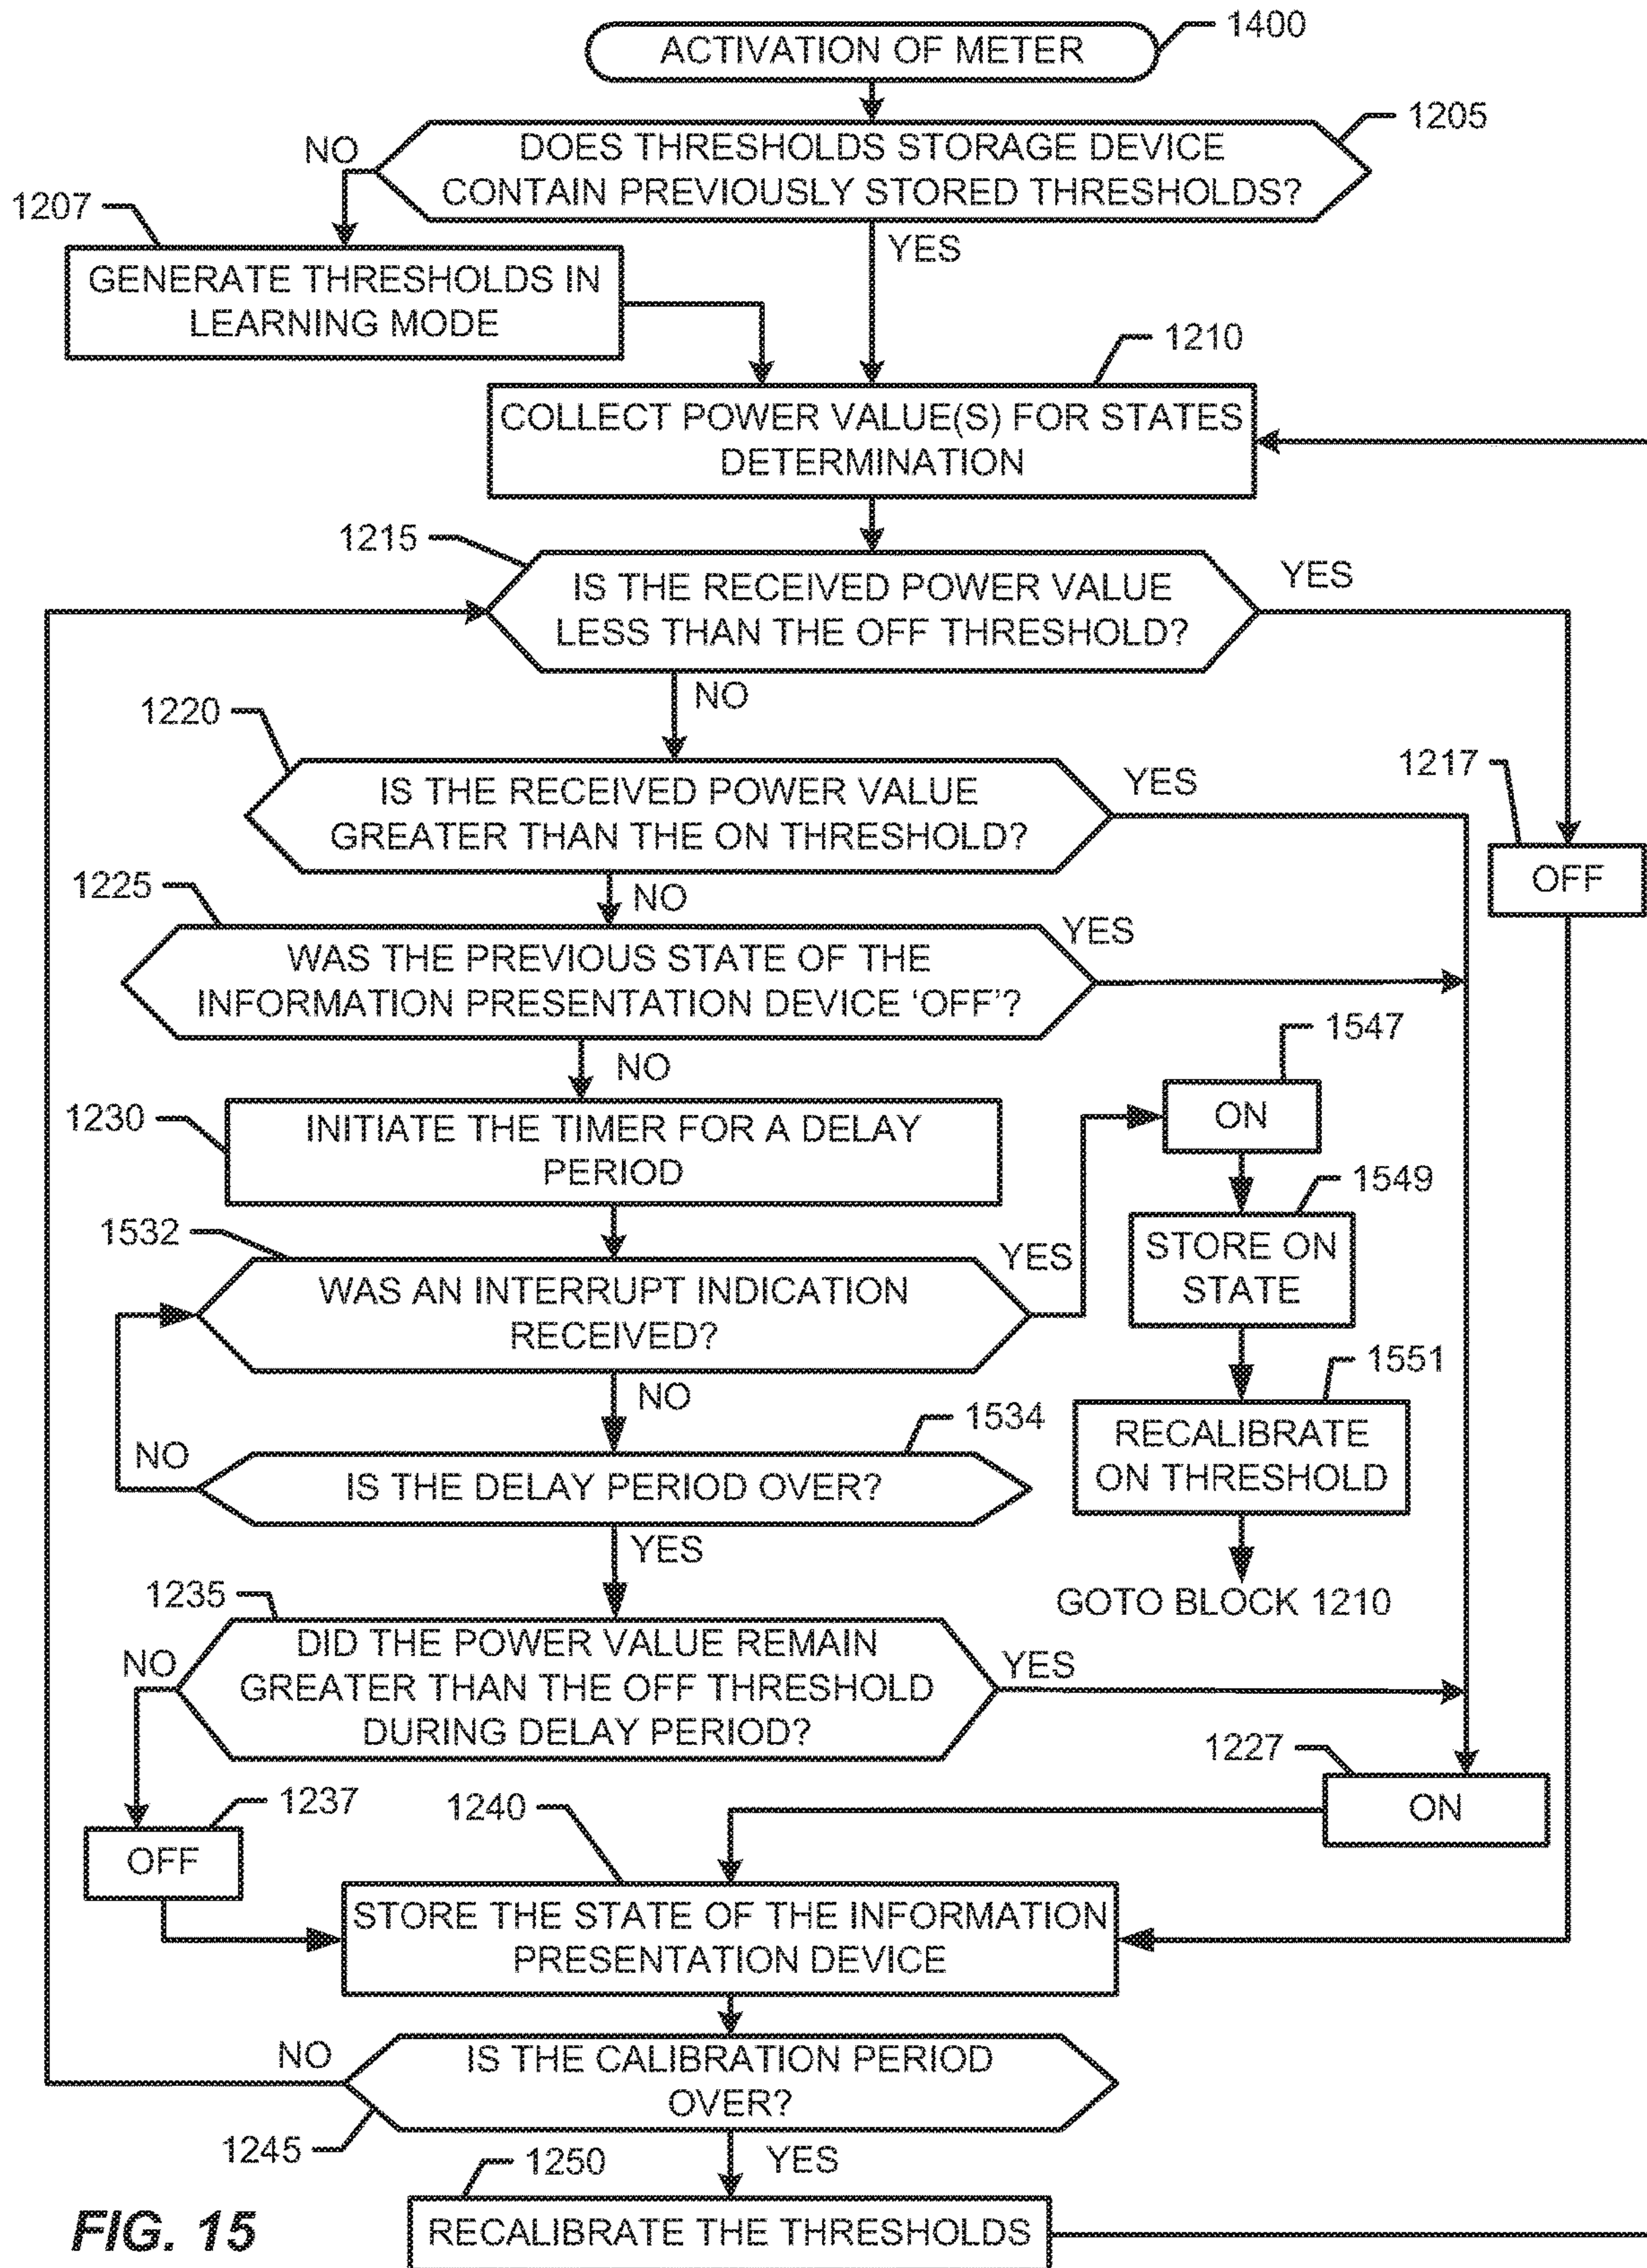 ACTIVATION OF METER
1400
DOES THRESHOLDS STORAGE DEVICE
CONTAIN PREVIOUSLY STORED THRESHOLDS?
1205
NO
YES
1207
GENERATE THRESHOLDS IN
LEARNING MODE
1210
COLLECT POWER VALUE(S) FOR STATES
DETERMINATION
1215
IS THE RECEIVED POWER VALUE
LESS THAN THE OFF THRESHOLD?
YES
NO
1220
IS THE RECEIVED POWER VALUE
GREATER THAN THE ON THRESHOLD?
YES
1217
OFF
NO
1225
WAS THE PREVIOUS STATE OF THE
INFORMATION PRESENTATION DEVICE 'OFF'?
YES
NO
1547
ON
1230
INITIATE THE TIMER FOR A DELAY
PERIOD
1549
STORE ON
STATE
1532
WAS AN INTERRUPT INDICATION
RECEIVED?
YES
NO
1551
RECALIBRATE
ON THRESHOLD
GOTO BLOCK 1210
1534
IS THE DELAY PERIOD OVER?
NO
YES
1235
DID THE POWER VALUE REMAIN
GREATER THAN THE OFF THRESHOLD
DURING DELAY PERIOD?
NO
YES
1227
ON
1237
OFF
1240
STORE THE STATE OF THE INFORMATION
PRESENTATION DEVICE
NO
IS THE CALIBRATION PERIOD
OVER?
1245
YES
1250
RECALIBRATE THE THRESHOLDS
FIG. 15